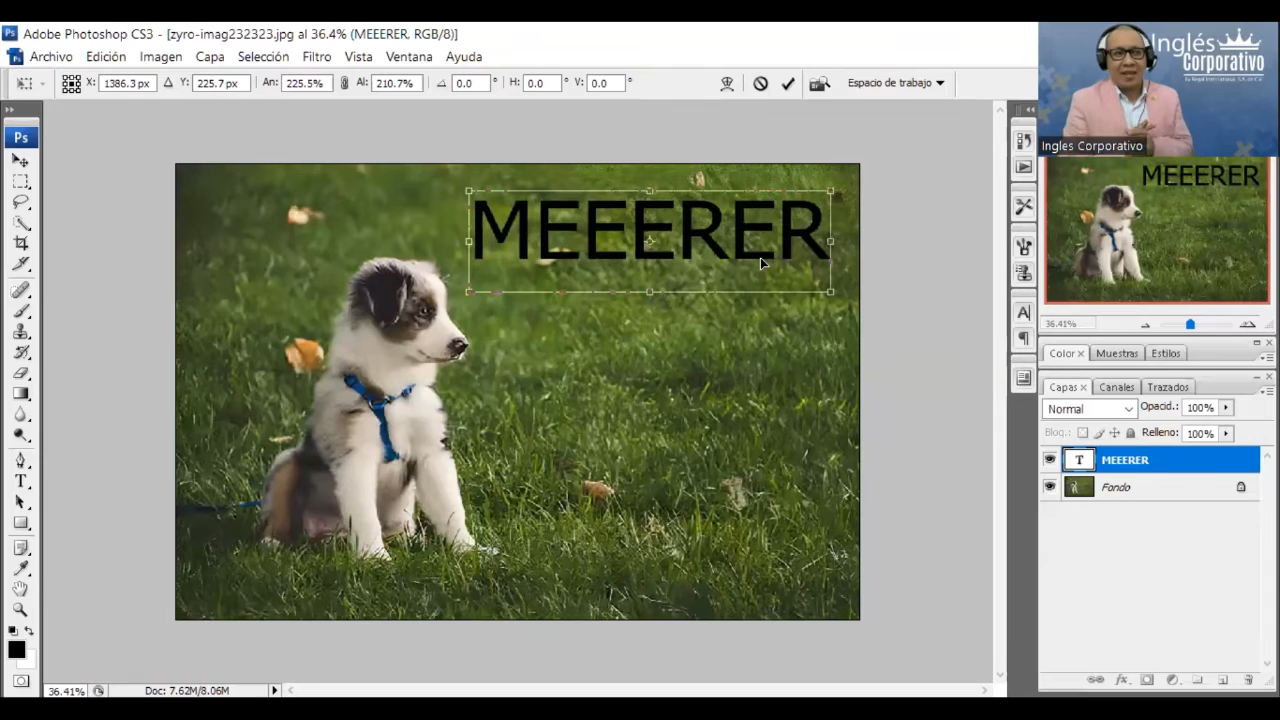 Adobe Photoshop CS3 - [zyro-imag232323.jpg al 36.4% (MEEERER, RGB/8)]
Archivo Edición Imagen Capa Selección Filtro Vista Ventana Ayuda
X: 1386.3 px Y: 225.7 px An: 225.5% Al: 210.7% 0.0 ° H: 0.0 ° V: 0.0 ° Espacio de trabajo
Inglés
Corporativo
Ingles Corporativo
Ps
MEEERER
MEEERER
36.41%
Color x Muestras Estilos
Capas x Canales Trazados
Normal Opacid.: 100%
Bloq.: Relleno: 100%
T MEEERER
Fondo
36.41% Doc: 7.62M/8.06M